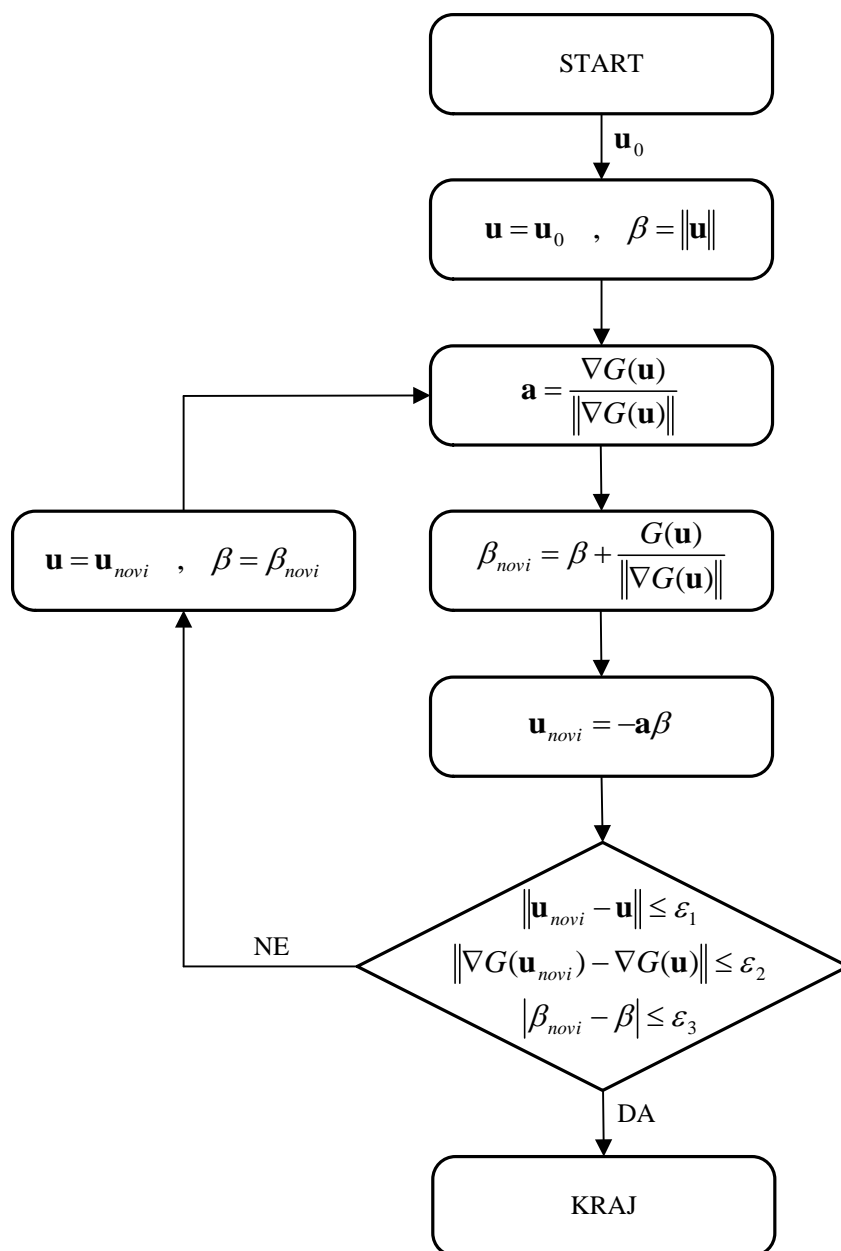 START
𝐮₀
𝐮 = 𝐮₀ , β = ‖𝐮‖
𝐚 = ∇G(𝐮) / ‖∇G(𝐮)‖
β_novi = β + G(𝐮) / ‖∇G(𝐮)‖
𝐮 = 𝐮_novi , β = β_novi
𝐮_novi = −𝐚β
‖𝐮_novi − 𝐮‖ ≤ ε₁
‖∇G(𝐮_novi) − ∇G(𝐮)‖ ≤ ε₂
|β_novi − β| ≤ ε₃
NE
DA
KRAJ